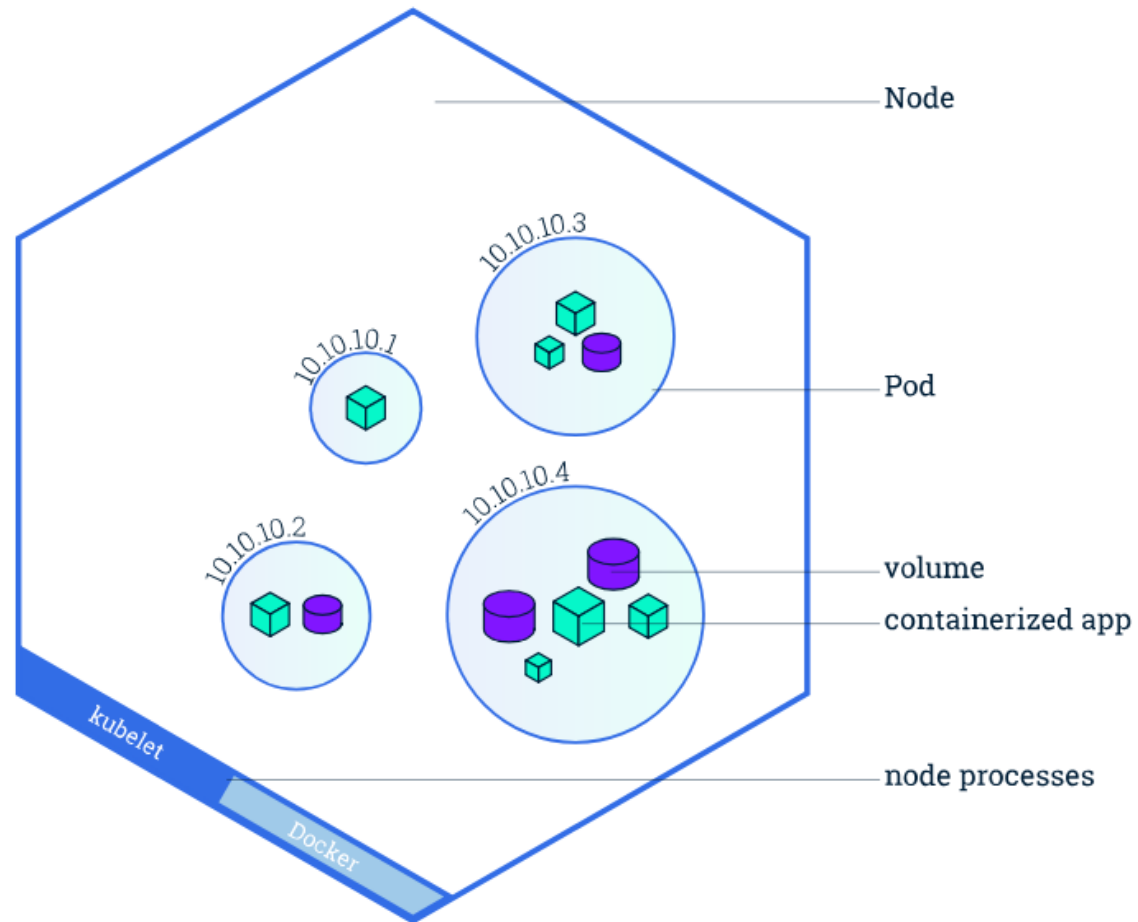 Node
10.10.10.3
10.10.10.1
Pod
10.10.10.4
10.10.10.2
volume
containerized app
kubelet
node processes
Docker